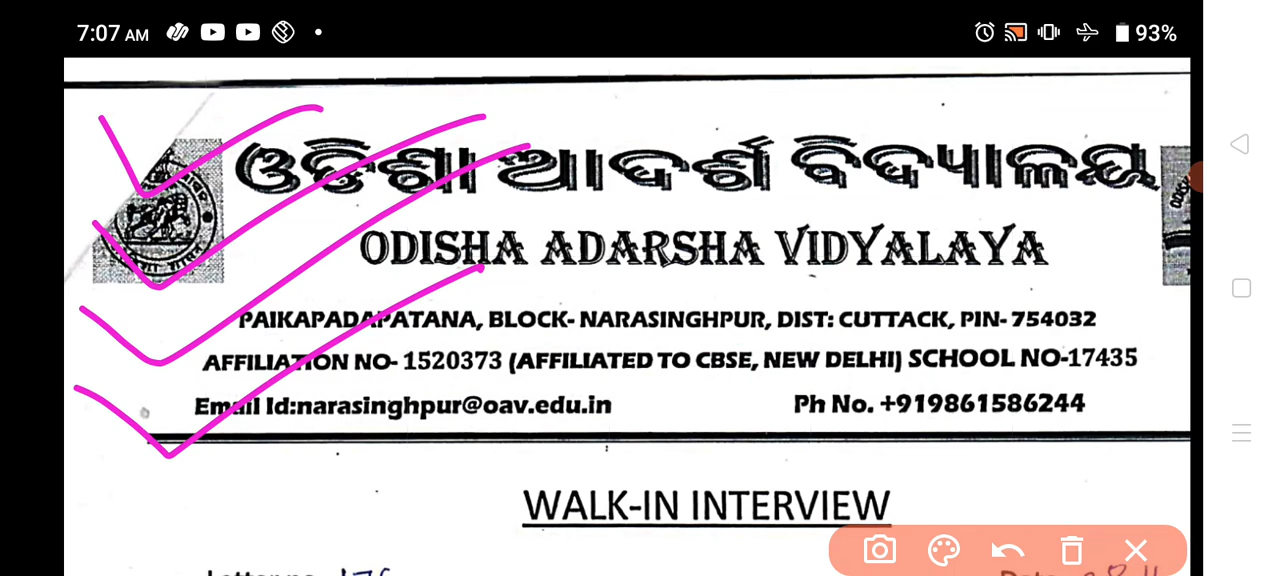 7:07 AM
93%
ଓଡିଶା ଆଦର୍ଶ ବିଦ୍ୟାଳୟ
ODISHA ADARSHA VIDYALAYA
PAIKAPADAPATANA, BLOCK- NARASINGHPUR, DIST: CUTTACK, PIN- 754032
AFFILIATION NO- 1520373 (AFFILIATED TO CBSE, NEW DELHI) SCHOOL NO-17435
Email Id:narasinghpur@oav.edu.in Ph No. +919861586244
WALK-IN INTERVIEW